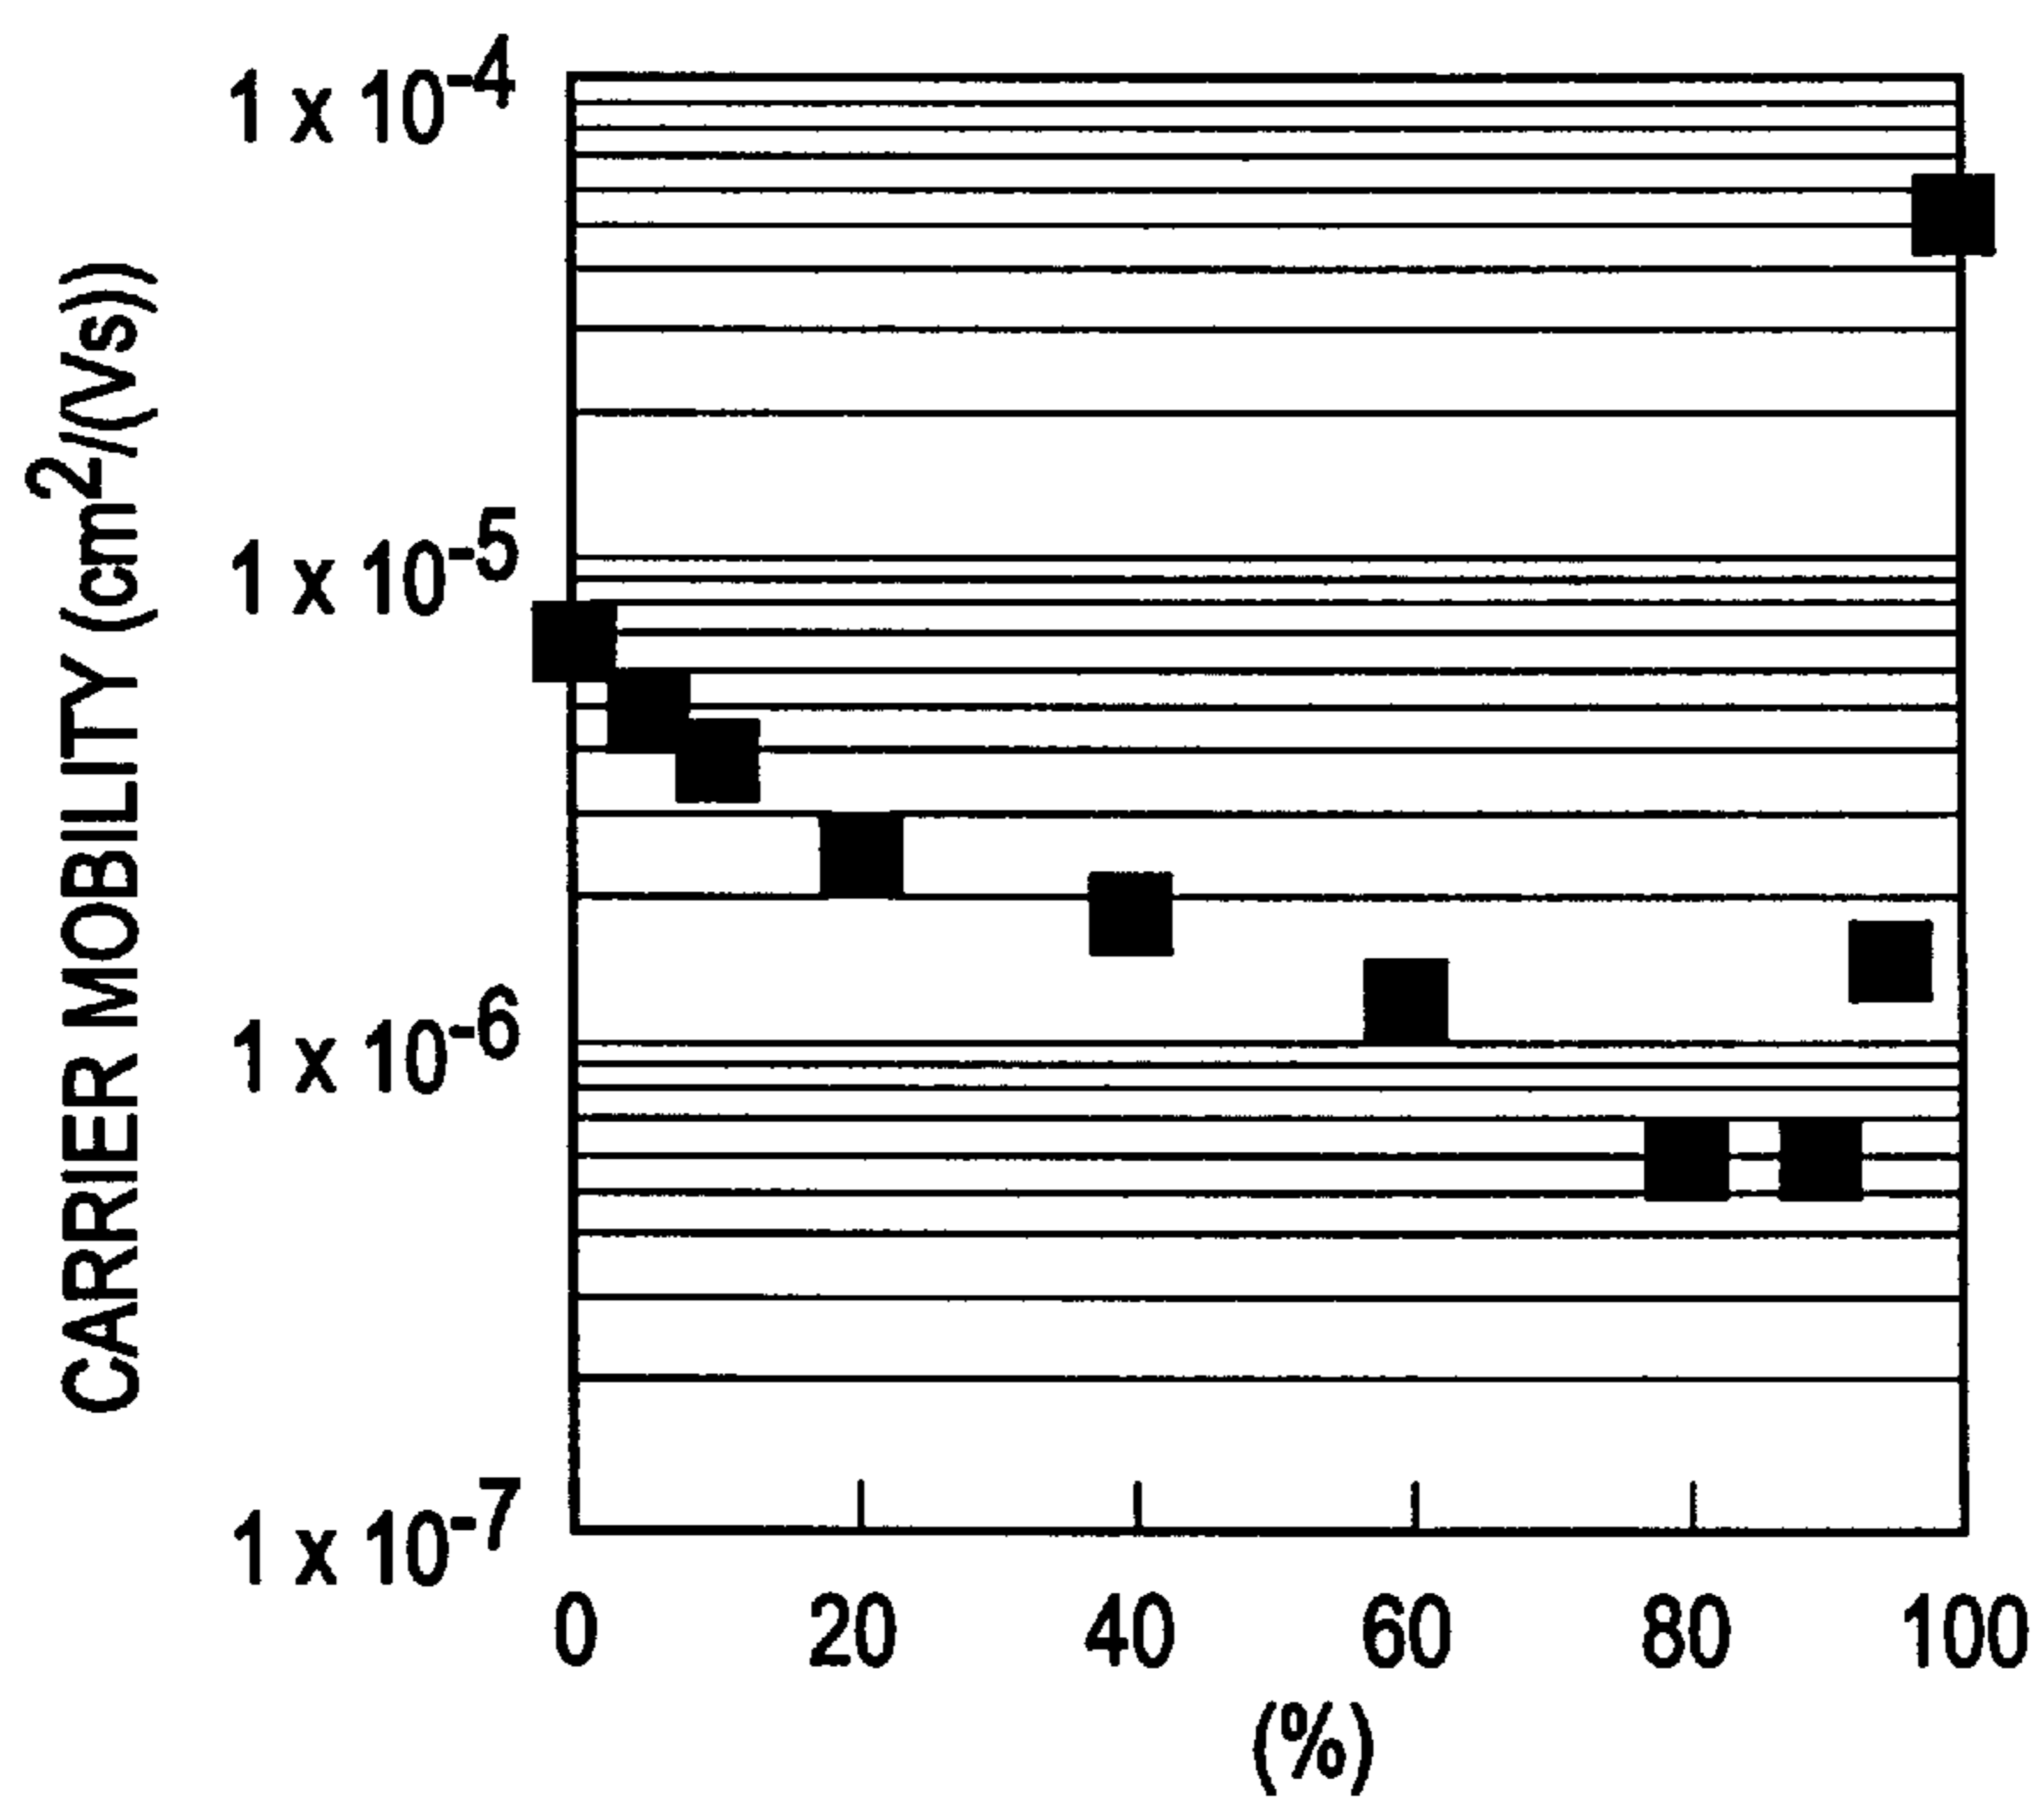 CARRIER MOBILITY (cm²/(Vs))
1 x 10⁻⁴
1 x 10⁻⁵
1 x 10⁻⁶
1 x 10⁻⁷
0 20 40 60 80 100
(%)